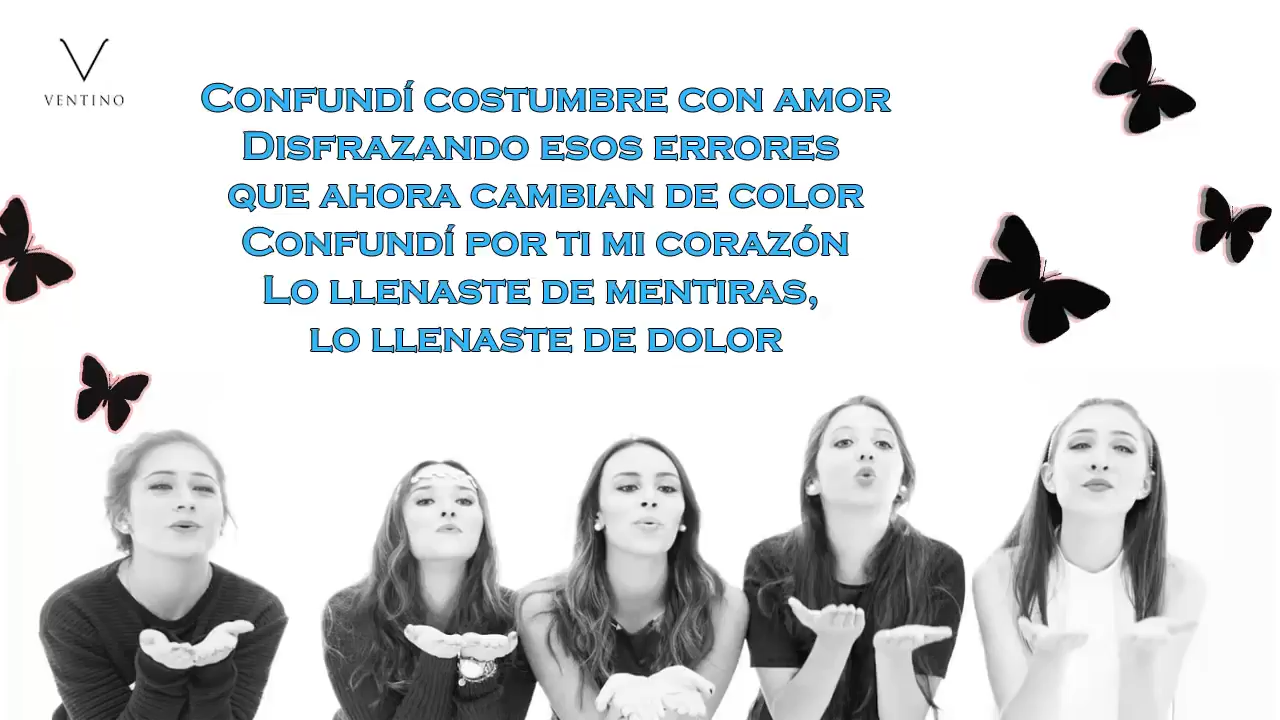 VENTINO
Confundí costumbre con amor
Disfrazando esos errores
que ahora cambian de color
Confundí por ti mi corazón
Lo llenaste de mentiras,
lo llenaste de dolor